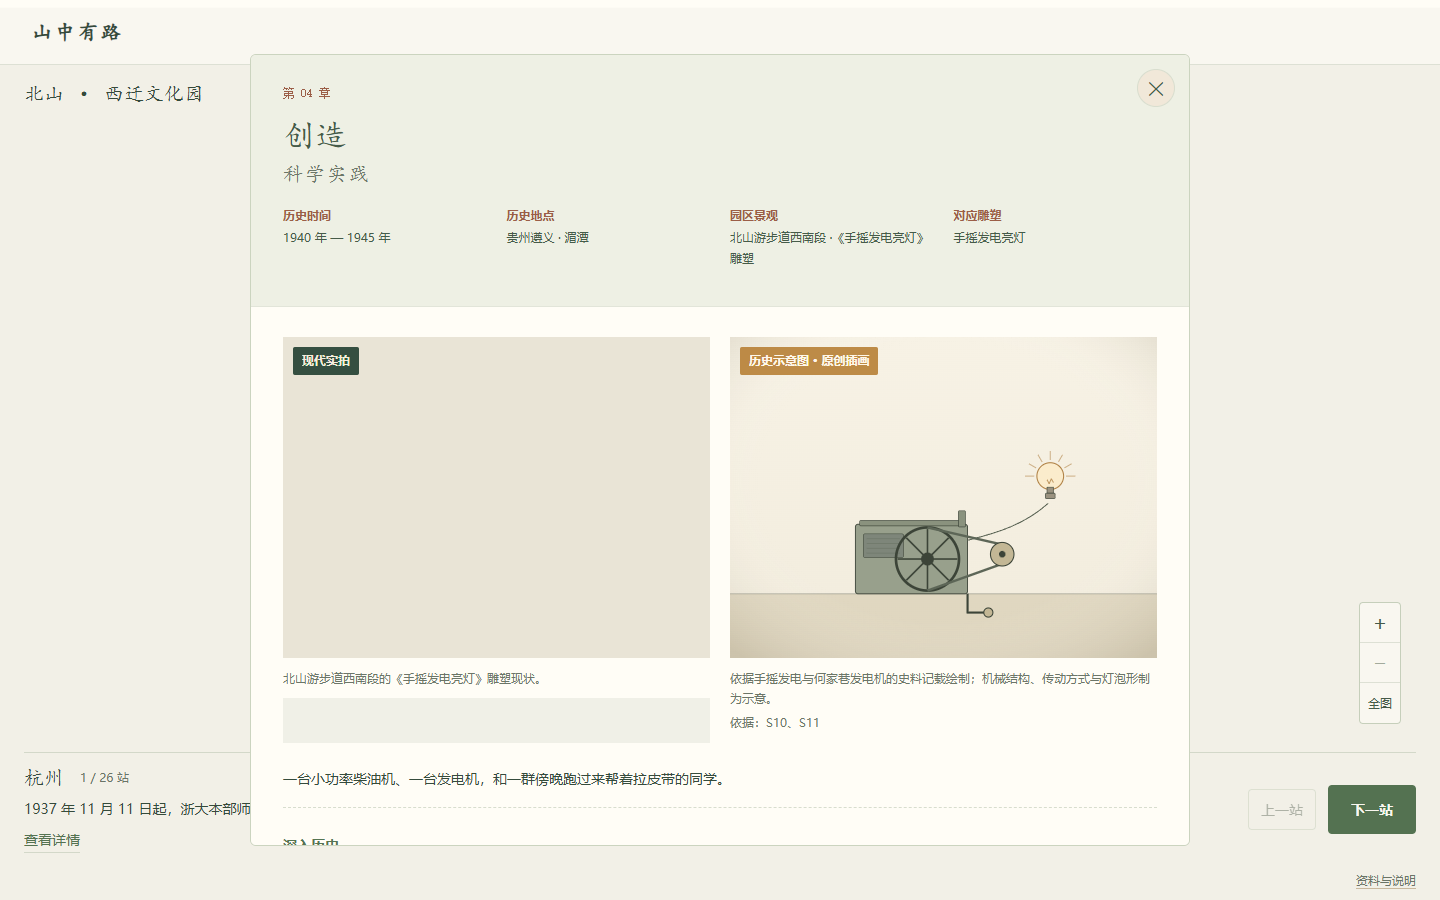 山中有路
北山 • 西迁文化园
第 04 章
创造
科学实践
历史时间
1940 年 — 1945 年
历史地点
贵州遵义 · 湄潭
园区景观
北山游步道西南段 ·《手摇发电亮灯》
雕塑
对应雕塑
手摇发电亮灯
现代实拍
历史示意图 • 原创插画
北山游步道西南段的《手摇发电亮灯》雕塑现状。
依据手摇发电与何家巷发电机的史料记载绘制；机械结构、传动方式与灯泡形制
为示意。
依据：S10、S11
一台小功率柴油机、一台发电机，和一群傍晚跑过来帮着拉皮带的同学。
深入历史
+
−
全图
杭州 1 / 26 站
1937 年 11 月 11 日起，浙大本部师
查看详情
上一站
下一站
资料与说明